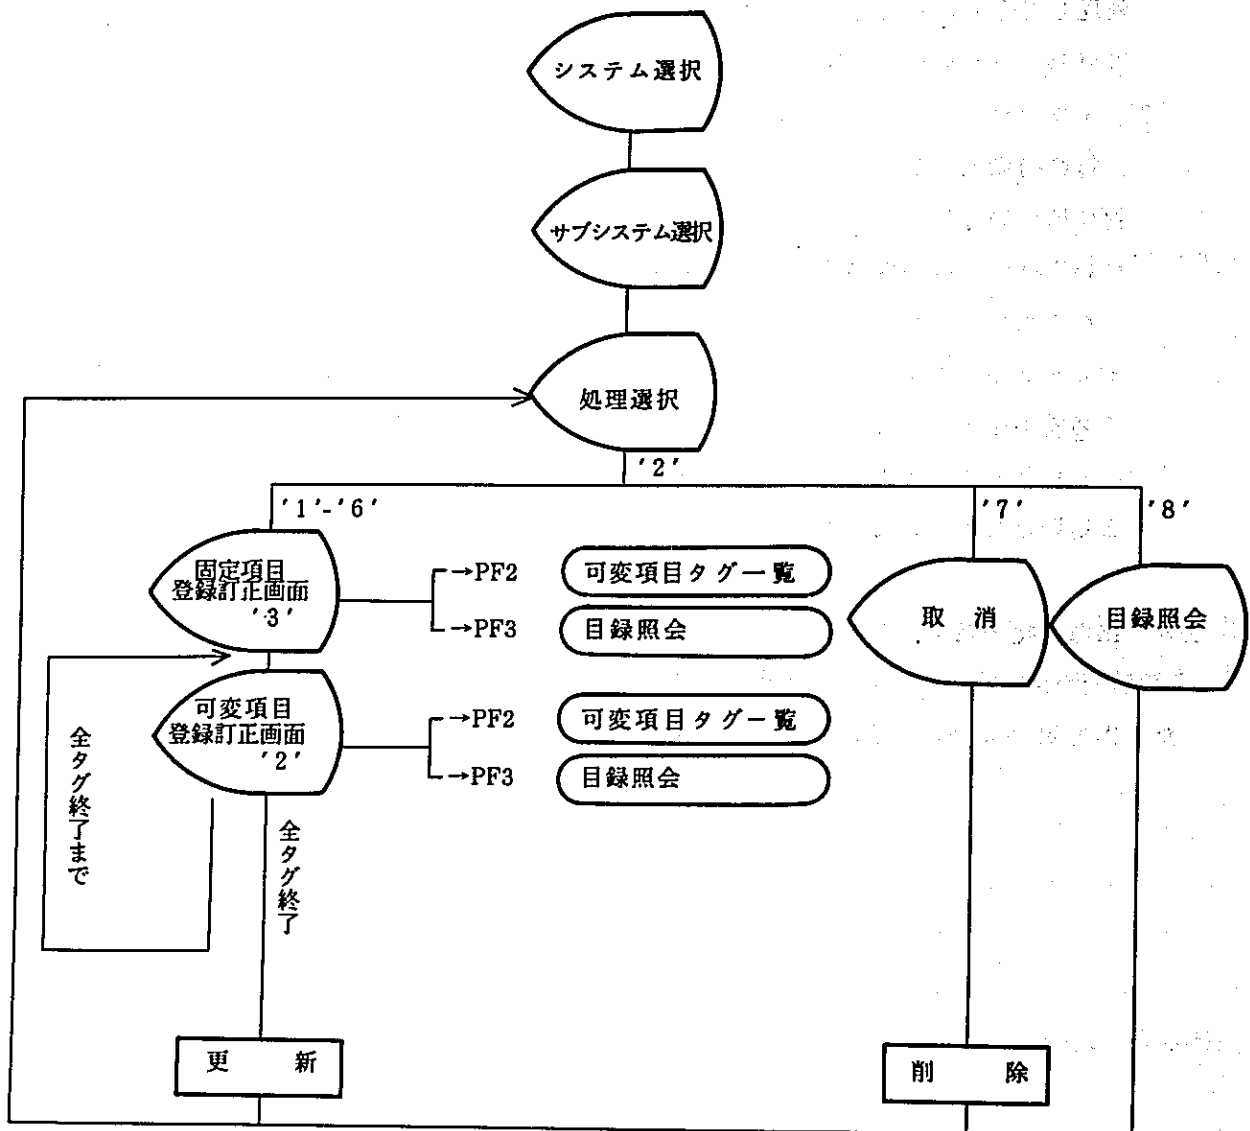 システム選択
サブシステム選択
処理選択
'2'
'1'-'6'
'7'
'8'
固定項目
登録訂正画面
'3'
→PF2
可変項目タグ一覧
→PF3
目録照会
取 消
目録照会
可変項目
登録訂正画面
'2'
→PF2
可変項目タグ一覧
→PF3
目録照会
全タグ終了まで
全タグ終了
更 新
削 除